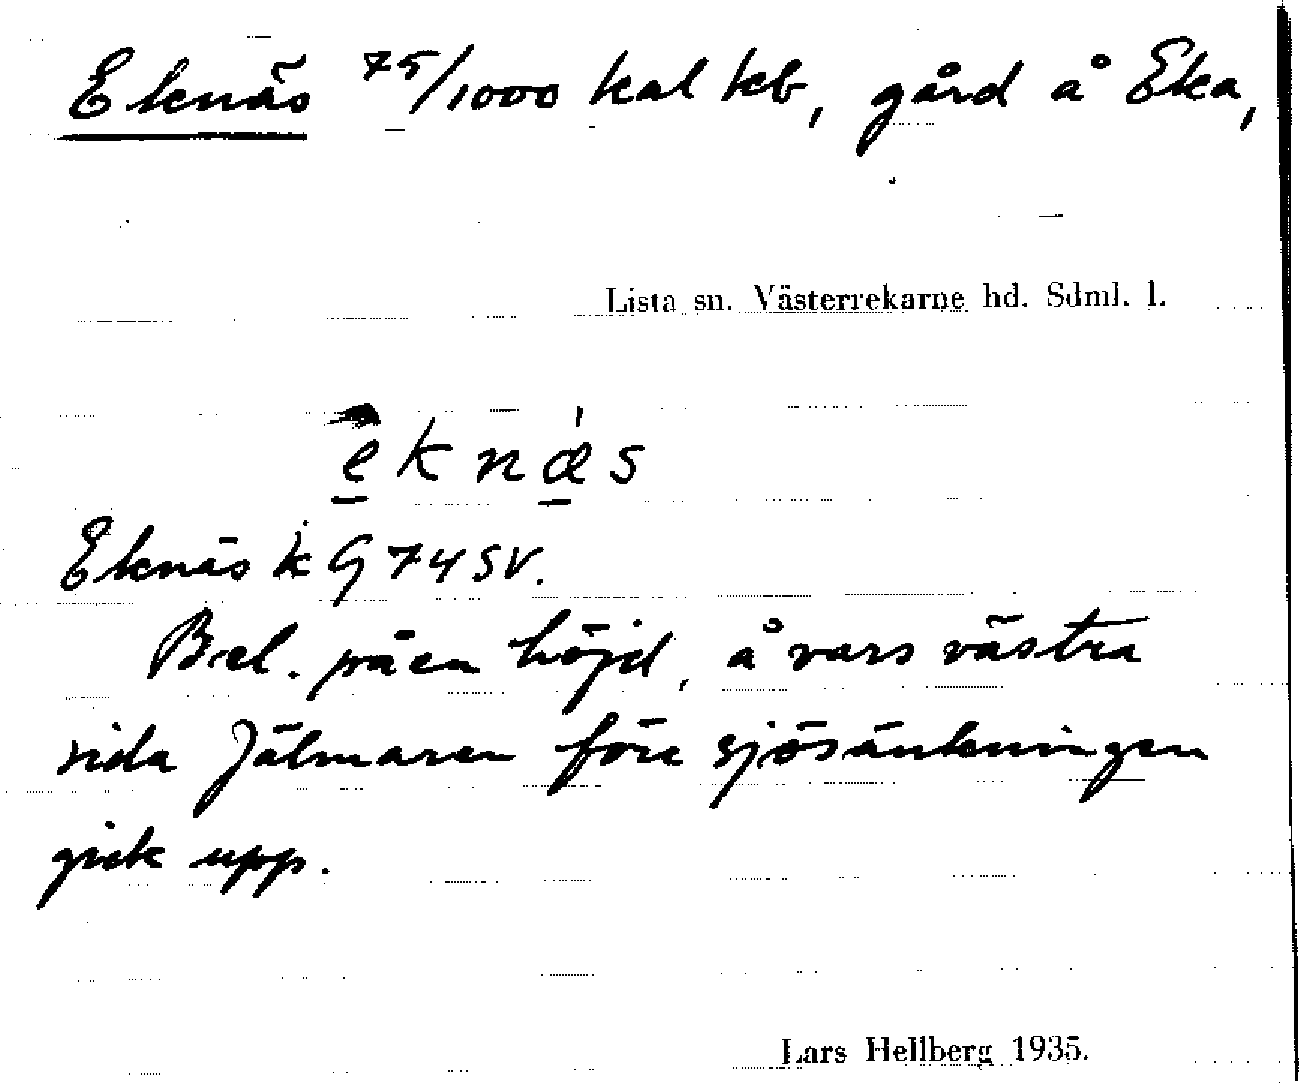 Eknäs 75/1000 kal kb, gård å Eka,
Lista sn. Västerrekarne hd. Sdml. l.
èknǽs
Eknäs k G 74 SV.
Bel. på en höjd, å vars västra
sida Jälmaren före sjösänkningen
gick upp.
Lars Hellberg 1935.